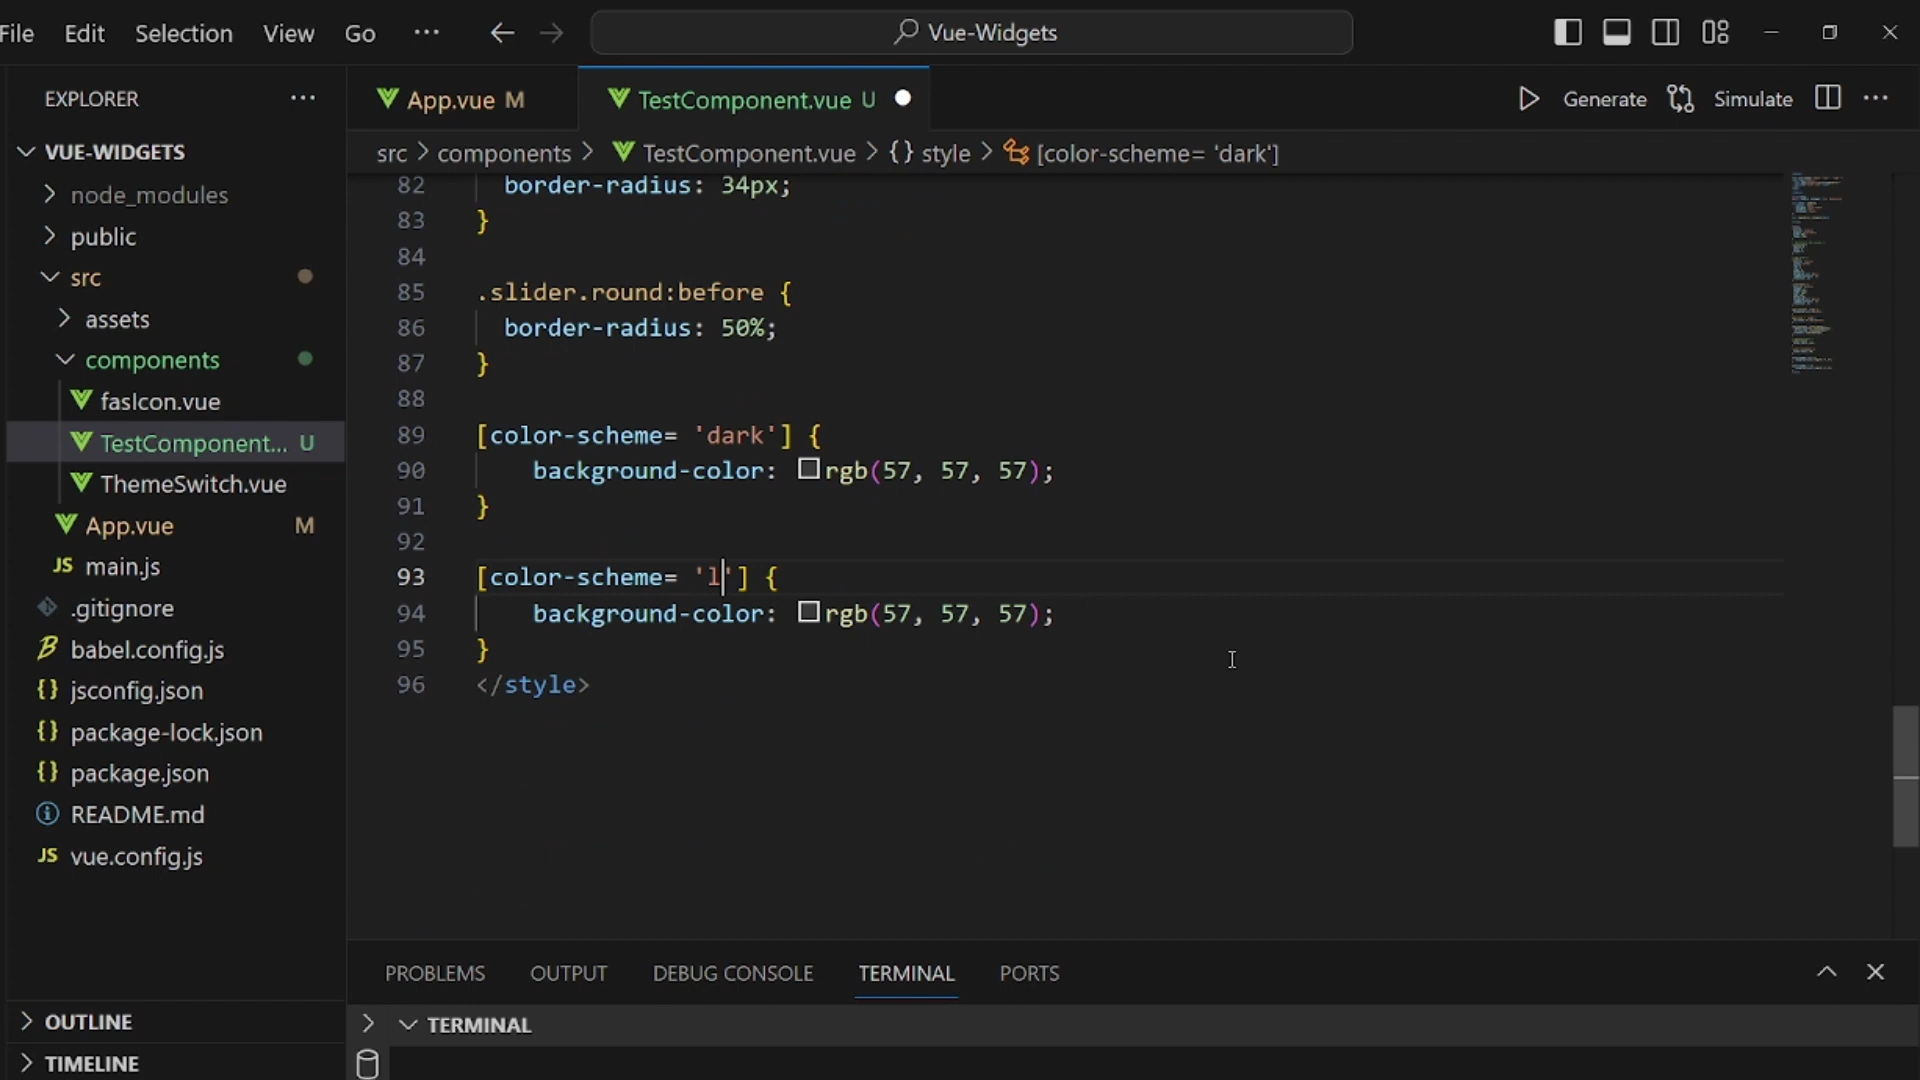 File Edit Selection View Go ··· Vue-Widgets
EXPLORER ···
VUE-WIDGETS
node_modules
public
src
assets
components
fasIcon.vue
TestComponent... U
ThemeSwitch.vue
App.vue M
JS main.js
.gitignore
babel.config.js
{} jsconfig.json
{} package-lock.json
{} package.json
README.md
JS vue.config.js
OUTLINE
TIMELINE
App.vue M TestComponent.vue U
Generate Simulate ···
src > components > TestComponent.vue > {} style > [color-scheme= 'dark']
82 border-radius: 34px;
83 }
84
85 .slider.round:before {
86 border-radius: 50%;
87 }
88
89 [color-scheme= 'dark'] {
90 background-color: rgb(57, 57, 57);
91 }
92
93 [color-scheme= 'l'] {
94 background-color: rgb(57, 57, 57);
95 }
96 </style>
PROBLEMS OUTPUT DEBUG CONSOLE TERMINAL PORTS
TERMINAL